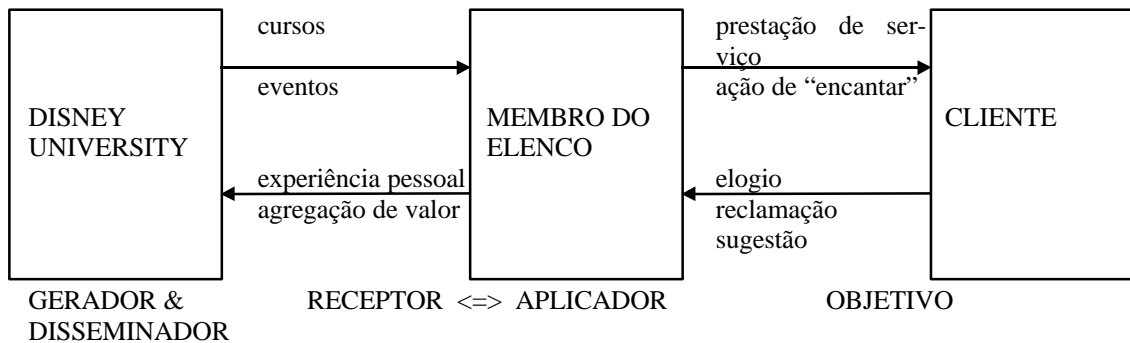 cursos
eventos
prestação de ser-
viço
ação de “encantar”
DISNEY
UNIVERSITY
MEMBRO DO
ELENCO
CLIENTE
experiência pessoal
agregação de valor
elogio
reclamação
sugestão
GERADOR &
DISSEMINADOR
RECEPTOR <=> APLICADOR
OBJETIVO